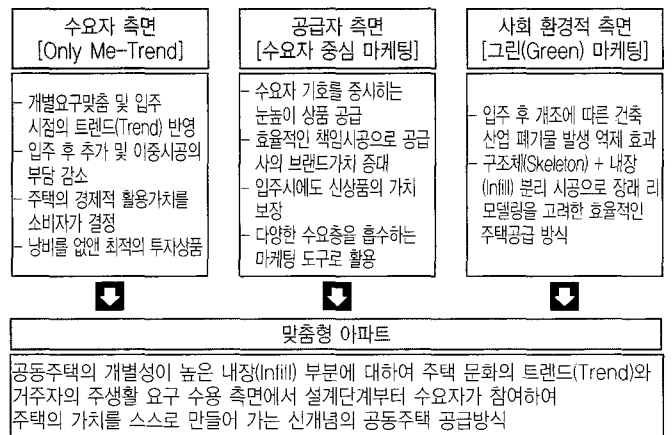 수요자 측면
[Only Me-Trend]
- 개별요구맞춤 및 입주
시점의 트렌드(Trend) 반영
- 입주 후 추가 및 이중시공의
부담 감소
- 주택의 경제적 활용가치를
소비자가 결정
- 낭비를 없앤 최적의 투자상품
공급자 측면
[수요자 중심 마케팅]
- 수요자 기호를 중시하는
눈높이 상품 공급
- 효율적인 책임시공으로 공급
사의 브랜드가치 증대
- 입주시에도 신상품의 가치
보장
- 다양한 수요층을 흡수하는
마케팅 도구로 활용
사회 환경적 측면
[그린(Green) 마케팅]
- 입주 후 개조에 따른 건축
산업 폐기물 발생 억제 효과
- 구조체(Skeleton) + 내장
(Infill) 분리 시공으로 장래 리
모델링을 고려한 효율적인
주택공급 방식
맞춤형 아파트
공동주택의 개별성이 높은 내장(Infill) 부분에 대하여 주택 문화의 트렌드(Trend)와
거주자의 주생활 요구 수용 측면에서 설계단계부터 수요자가 참여하여
주택의 가치를 스스로 만들어 가는 신개념의 공동주택 공급방식